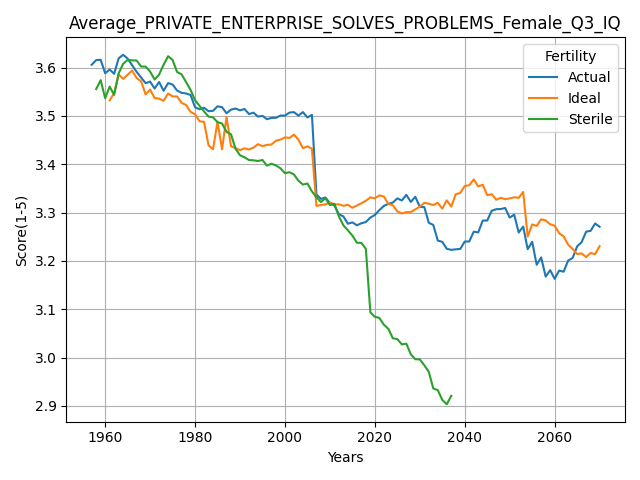 Average_PRIVATE_ENTERPRISE_SOLVES_PROBLEMS_Female_Q3_IQ
Fertility
Actual
Ideal
Sterile
Score(1-5)
3.6
3.5
3.4
3.3
3.2
3.1
3.0
2.9
1960 1980 2000 2020 2040 2060
Years